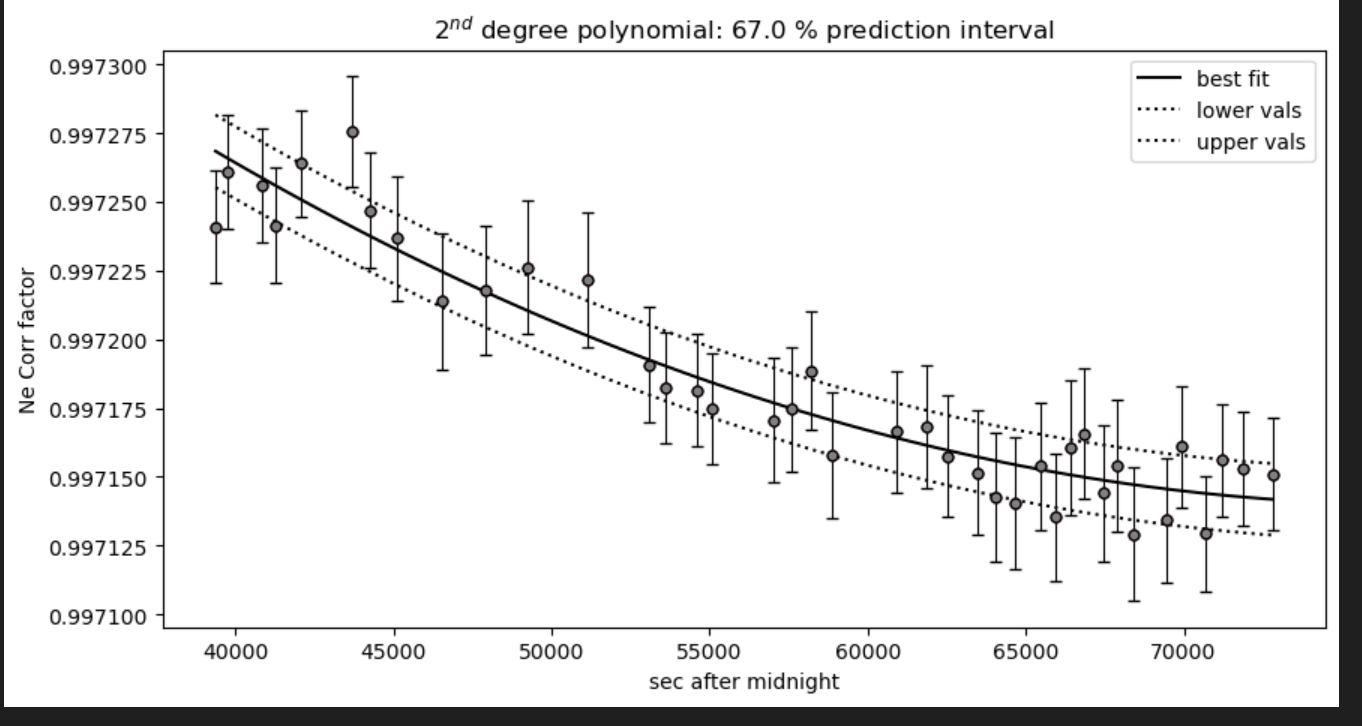 2nd degree polynomial: 67.0 % prediction interval
best fit
lower vals
upper vals
Ne Corr factor
0.997300
0.997275
0.997250
0.997225
0.997200
0.997175
0.997150
0.997125
0.997100
40000 45000 50000 55000 60000 65000 70000
sec after midnight